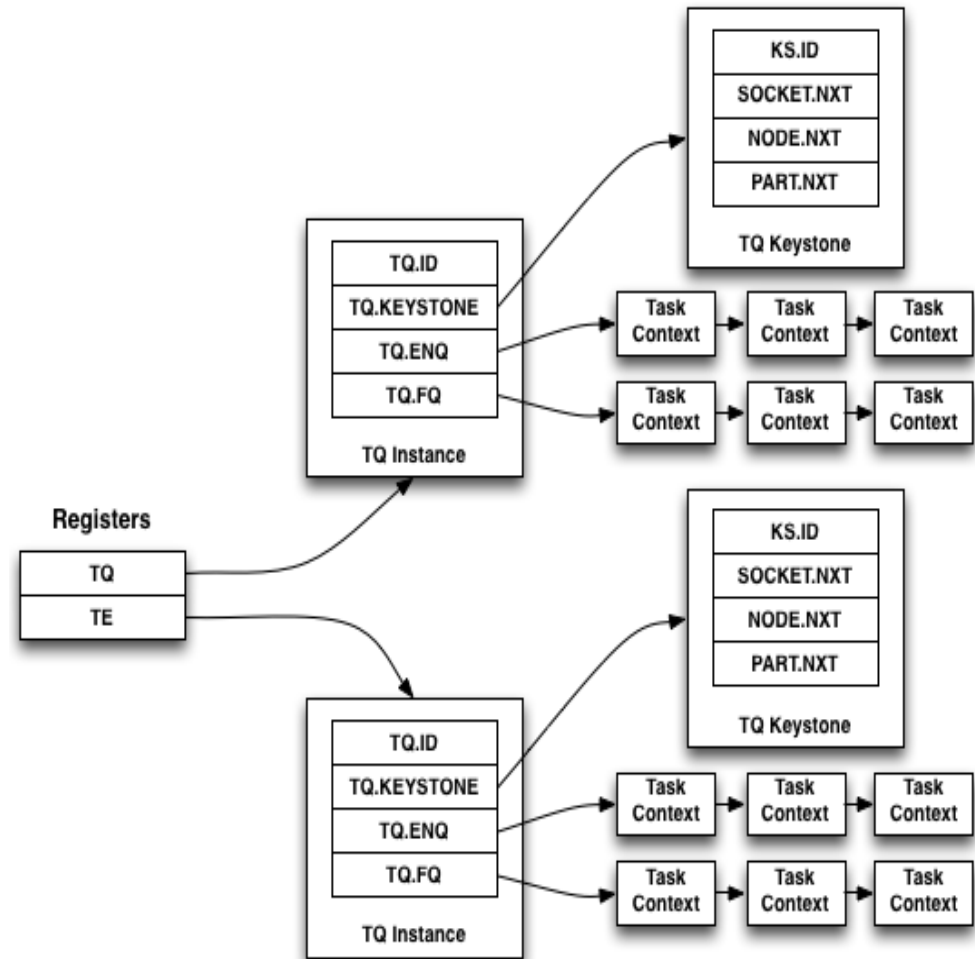 KS.ID
SOCKET.NXT
NODE.NXT
PART.NXT
TQ Keystone
TQ.ID
TQ.KEYSTONE
TQ.ENQ
TQ.FQ
TQ Instance
Task
Context
Task
Context
Task
Context
Task
Context
Task
Context
Task
Context
Registers
TQ
TE
KS.ID
SOCKET.NXT
NODE.NXT
PART.NXT
TQ Keystone
TQ.ID
TQ.KEYSTONE
TQ.ENQ
TQ.FQ
TQ Instance
Task
Context
Task
Context
Task
Context
Task
Context
Task
Context
Task
Context